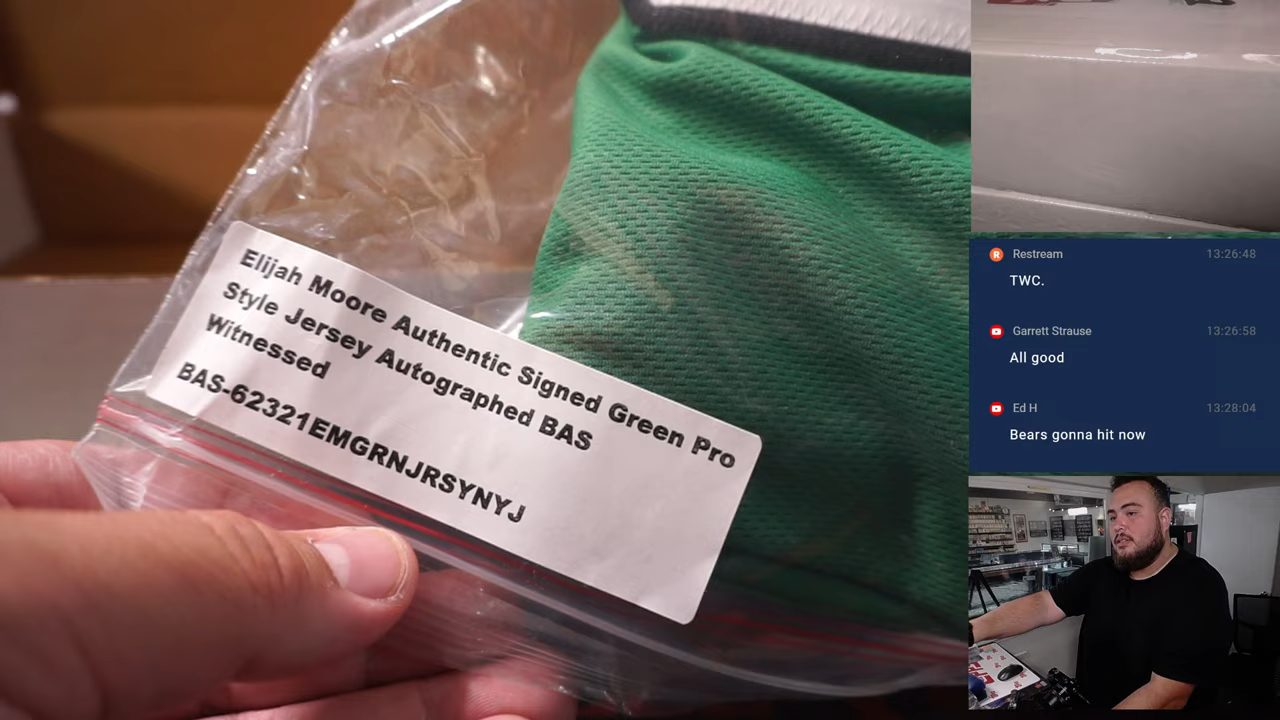 Elijah Moore Authentic Signed Green Pro
Style Jersey Autographed BAS
Witnessed
BAS-62321EMGRNJRSYNYJ
Restream
13:26:48
TWC.
Garrett Strause
13:26:58
All good
Ed H
13:28:04
Bears gonna hit now